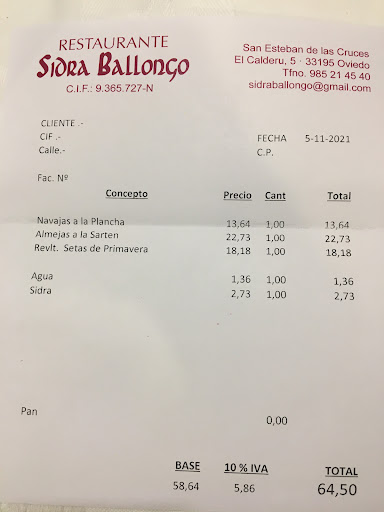 RESTAURANTE
SIDRA BALLONGO
C.I.F.: 9.365.727-N
San Esteban de las Cruces
El Calderu, 5 · 33195 Oviedo
Tfno. 985 21 45 40
sidraballongo@gmail.com
CLIENTE .-
CIF .-
Calle.-
FECHA 5-11-2021
C.P.
Fac. Nº
Concepto Precio Cant Total
Navajas a la Plancha 13,64 1,00 13,64
Almejas a la Sarten 22,73 1,00 22,73
Revlt. Setas de Primavera 18,18 1,00 18,18
Agua 1,36 1,00 1,36
Sidra 2,73 1,00 2,73
Pan 0,00
BASE 10 % IVA TOTAL
58,64 5,86 64,50